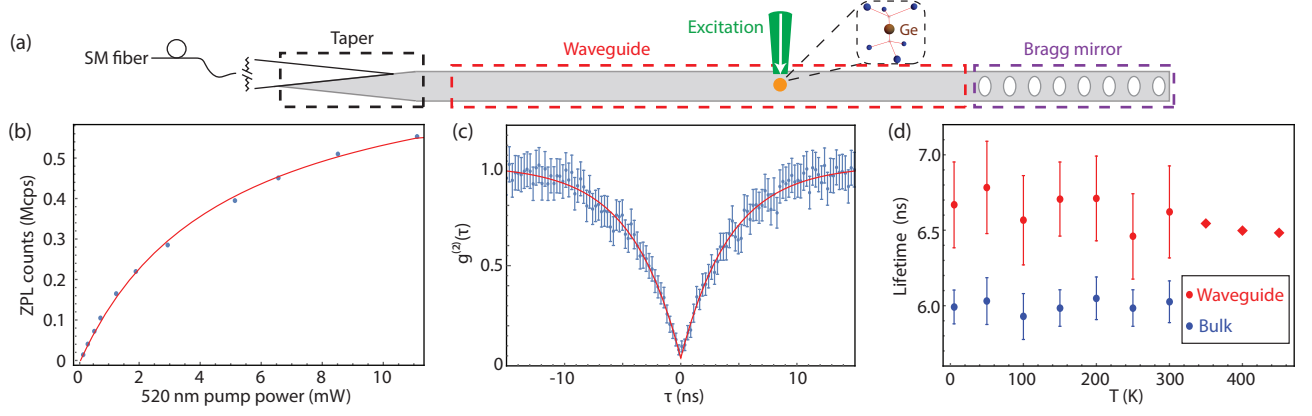 (a)
SM fiber
Taper
Waveguide
Excitation
Ge
Bragg mirror
(b)
ZPL counts (Mcps)
0.5
0.4
0.3
0.2
0.1
0
0 2 4 6 8 10
520 nm pump power (mW)
(c)
g(2)(τ)
1.0
0.5
0
-10 0 10
τ (ns)
(d)
Lifetime (ns)
7.0
6.5
6.0
Waveguide
Bulk
0 100 200 300 400
T (K)